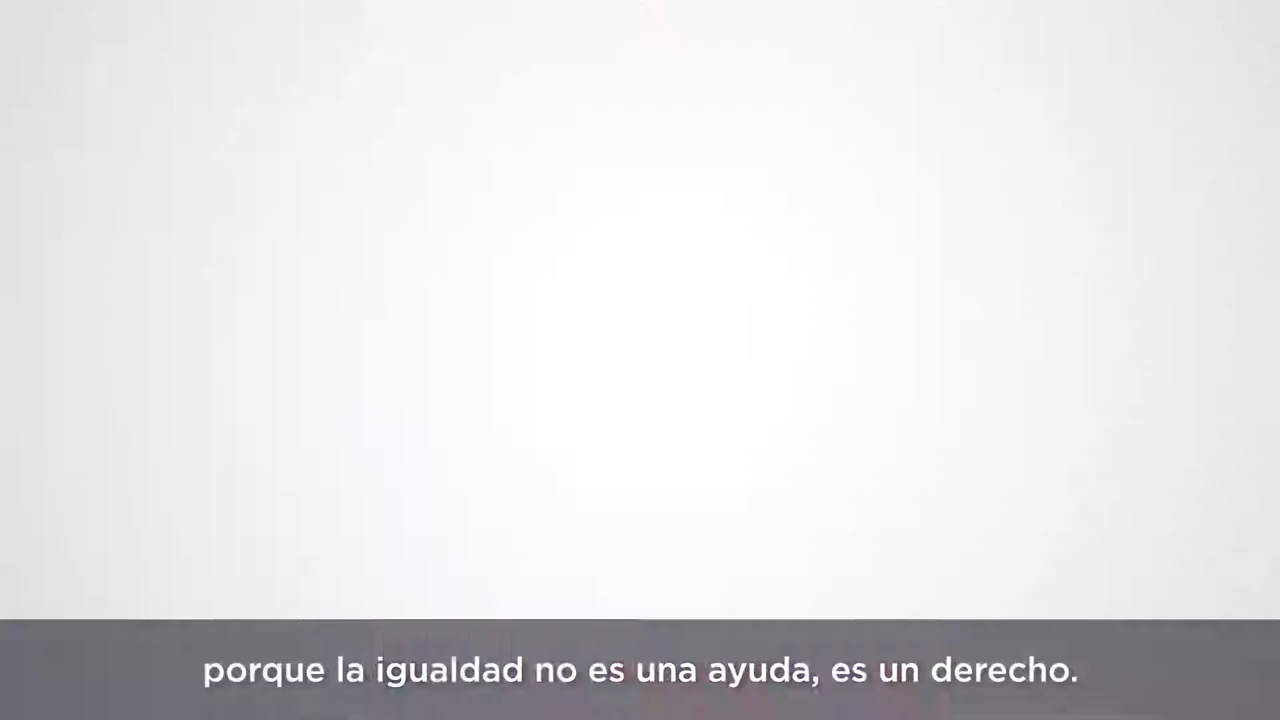 porque la igualdad no es una ayuda, es un derecho.